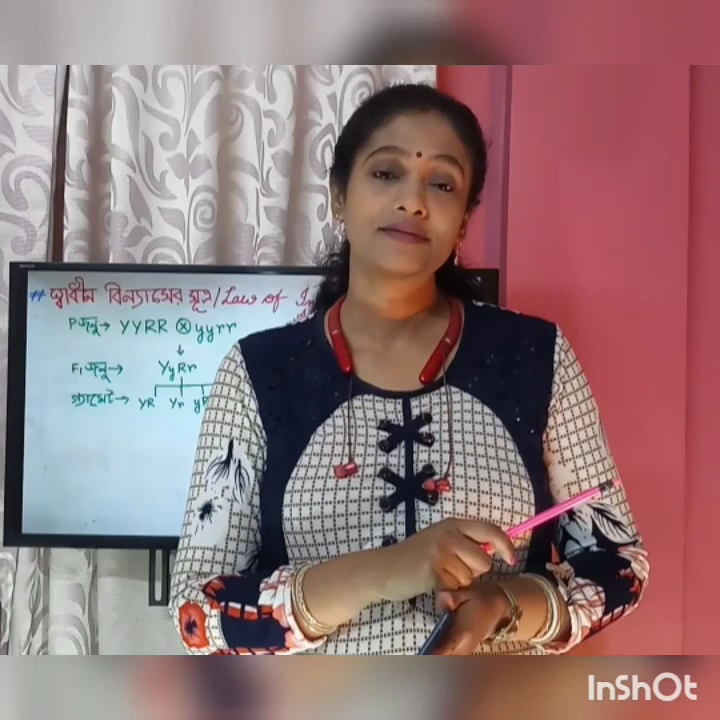 # স্বাধীন বিন্যাসের সূত্র / Law of
P জনু → YYRR ⊗ yyrr
↓
F₁ জনু → YyRr
গ্যামেট → YR Yr
InShOt